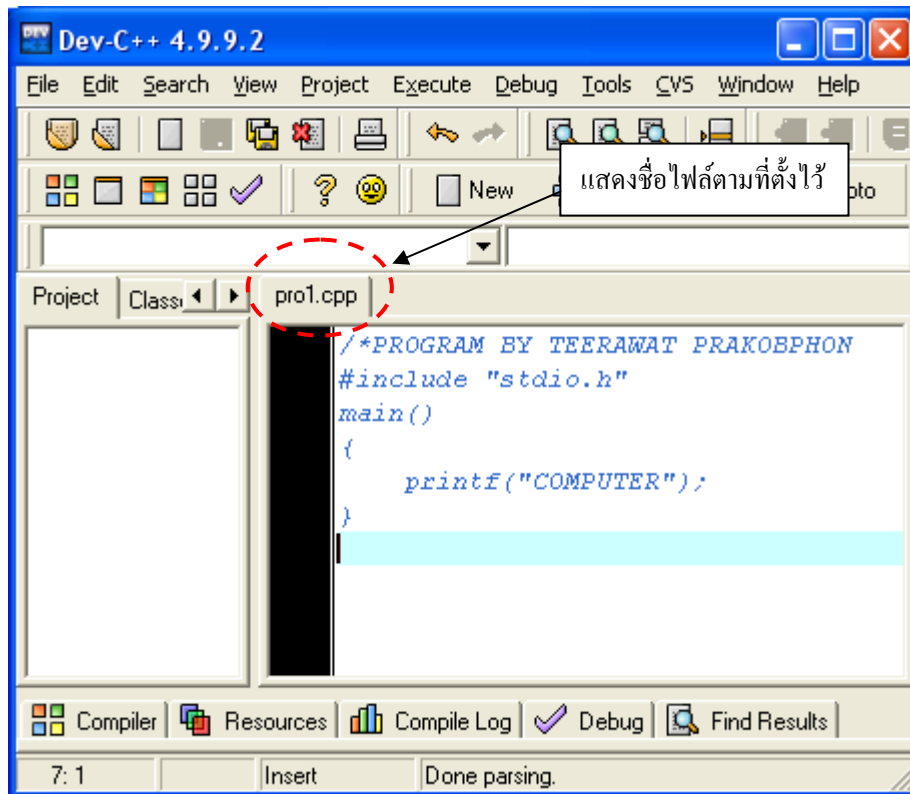 Dev-C++ 4.9.9.2
File Edit Search View Project Execute Debug Tools CVS Window Help
New
แสดงชื่อไฟล์ตามที่ตั้งไว้
Project
pro1.cpp
/*PROGRAM BY TEERAWAT PRAKOBPHON
#include "stdio.h"
main()
{
printf("COMPUTER");
}
Compiler Resources Compile Log Debug Find Results
7: 1 Insert Done parsing.